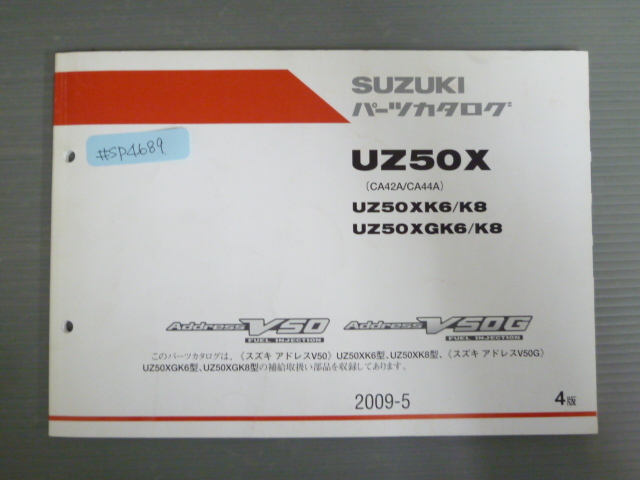 SUZUKI
パーツカタログ
#SP4689
UZ50X
(CA42A/CA44A)
UZ50XK6/K8
UZ50XGK6/K8
Address V50 Address V50G
FUEL INJECTION FUEL INJECTION
このパーツカタログは、《スズキ アドレスV50》 UZ50XK6型、UZ50XK8型、《スズキ アドレスV50G》
UZ50XGK6型、UZ50XGK8型の補給取扱い部品を収録してあります。
2009-5
4版